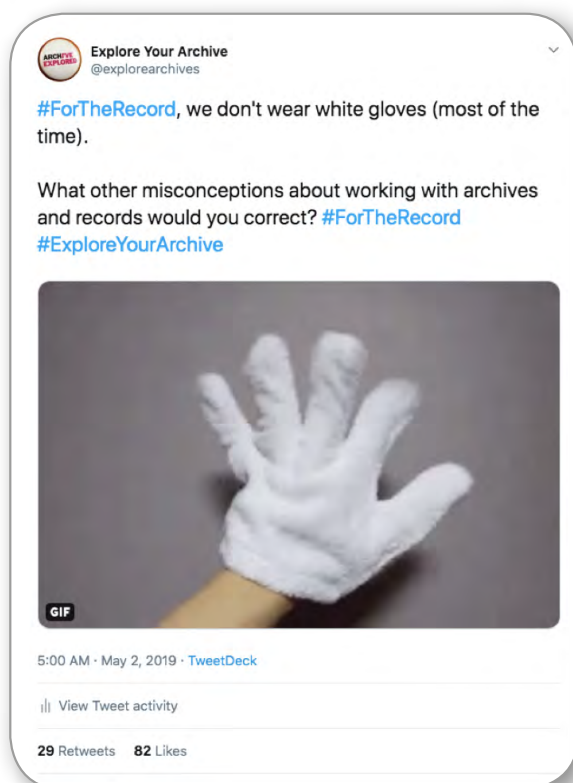 ARCHIVE
EXPLORED
Explore Your Archive
@explorearchives
#ForTheRecord, we don't wear white gloves (most of the
time).
What other misconceptions about working with archives
and records would you correct? #ForTheRecord
#ExploreYourArchive
GIF
5:00 AM · May 2, 2019 · TweetDeck
View Tweet activity
29 Retweets 82 Likes